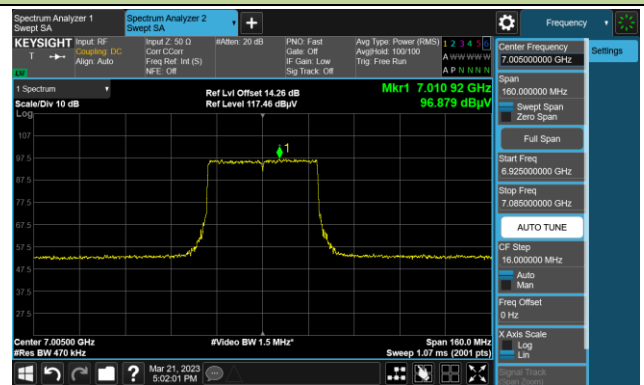 Spectrum Analyzer 1
Swept SA
Spectrum Analyzer 2
Swept SA
Frequency
KEYSIGHT
Input: RF
Coupling: DC
Align: Auto
Input Z: 50 Ω
Corr CCorr
Freq Ref: Int (S)
NFE: Off
#Atten: 20 dB
PNO: Fast
Gate: Off
IF Gain: Low
Sig Track: Off
Avg Type: Power (RMS)
Avg|Hold: 100/100
Trig: Free Run
1 2 3 4 5 6
A W W W W W
A P N N N N
T
LXI
1 Spectrum
Scale/Div 10 dB
Log
Ref Lvl Offset 14.26 dB
Ref Level 117.46 dBµV
Mkr1 7.010 92 GHz
96.879 dBµV
1
107
97.5
87.5
77.5
67.5
57.5
47.5
37.5
27.5
Center 7.00500 GHz
#Res BW 470 kHz
#Video BW 1.5 MHz*
Span 160.0 MHz
Sweep 1.07 ms (2001 pts)
Center Frequency
7.005000000 GHz
Settings
Span
160.000000 MHz
Swept Span
Zero Span
Full Span
Start Freq
6.925000000 GHz
Stop Freq
7.085000000 GHz
AUTO TUNE
CF Step
16.000000 MHz
Auto
Man
Freq Offset
0 Hz
X Axis Scale
Log
Lin
Signal Track
(Span Zoom)
Mar 21, 2023
5:02:01 PM